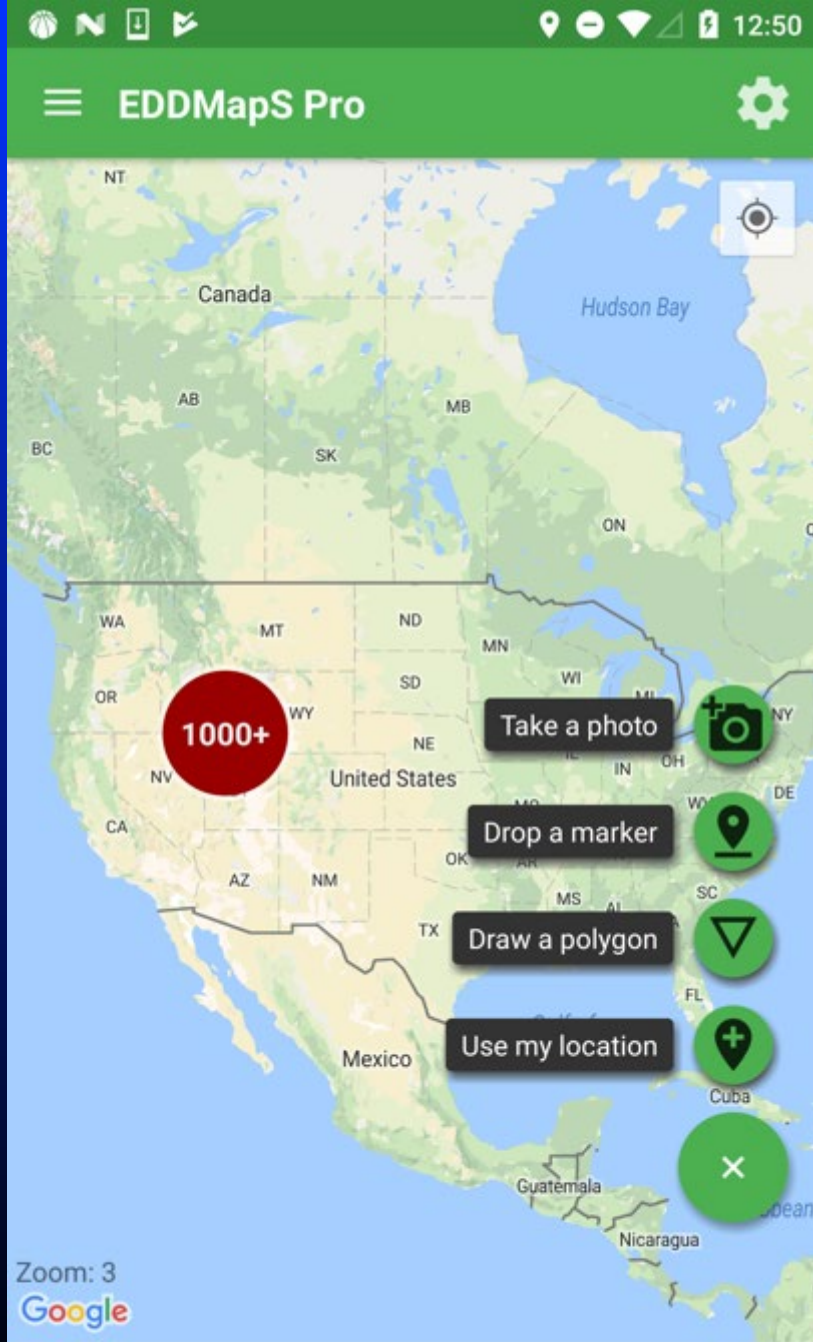 12:50
EDDMapS Pro
NT
Canada
Hudson Bay
AB
MB
BC
SK
ON
WA
MT
ND
MN
OR
SD
WI
1000+
WY
Take a photo
NY
NE
NV
United States
IN
OH
DE
CA
Drop a marker
OK
AZ
NM
MS
SC
TX
Draw a polygon
FL
Use my location
Mexico
Cuba
Guatemala
Nicaragua
Zoom: 3
Google